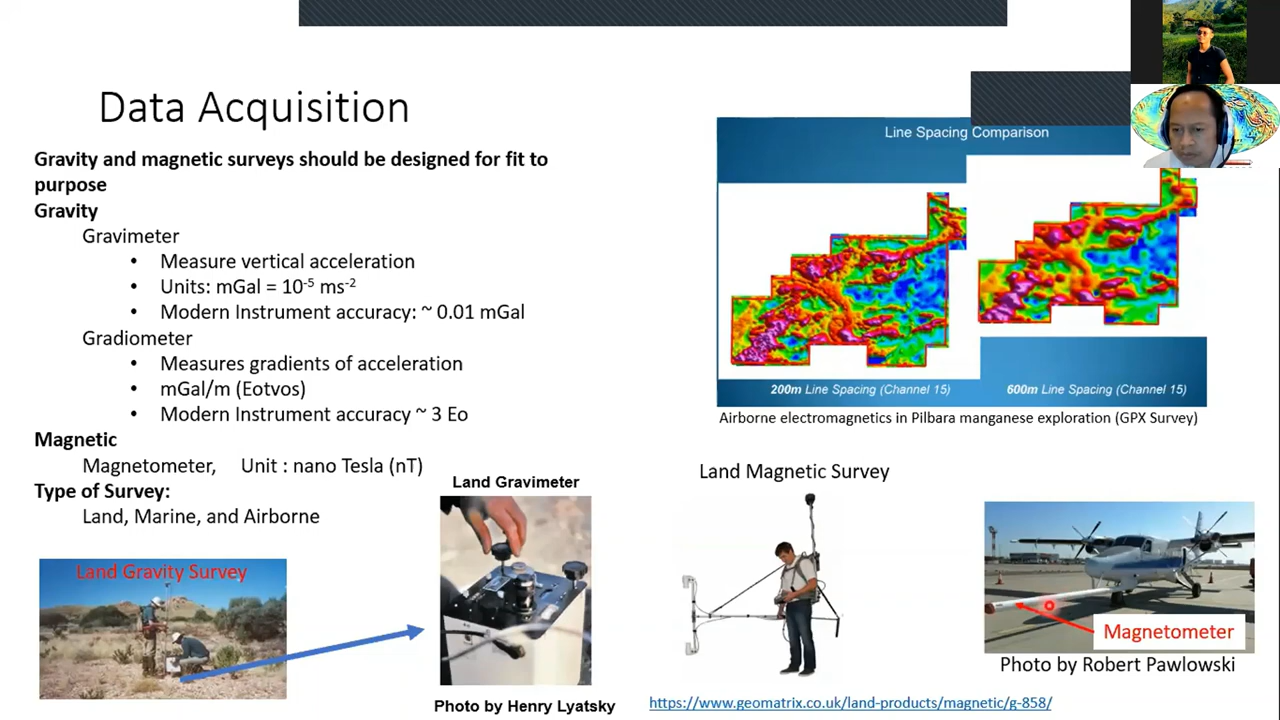 Data Acquisition
Gravity and magnetic surveys should be designed for fit to
purpose
Gravity
Gravimeter
• Measure vertical acceleration
• Units: mGal = 10⁻⁵ ms⁻²
• Modern Instrument accuracy: ~ 0.01 mGal
Gradiometer
• Measures gradients of acceleration
• mGal/m (Eotvos)
• Modern Instrument accuracy ~ 3 Eo
Magnetic
Magnetometer, Unit : nano Tesla (nT)
Type of Survey:
Land, Marine, and Airborne
Land Gravity Survey
Land Gravimeter
Photo by Henry Lyatsky
Line Spacing Comparison
200m Line Spacing (Channel 15)
600m Line Spacing (Channel 15)
Airborne electromagnetics in Pilbara manganese exploration (GPX Survey)
Land Magnetic Survey
Magnetometer
Photo by Robert Pawlowski
https://www.geomatrix.co.uk/land-products/magnetic/g-858/